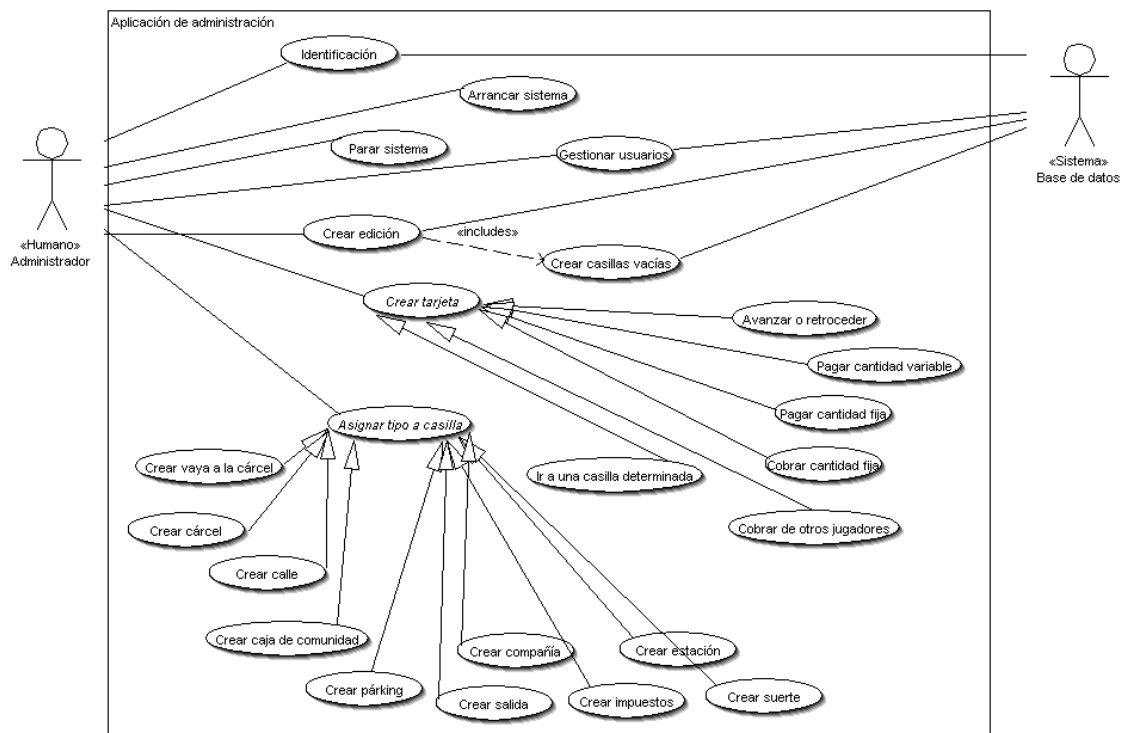 Aplicación de administración
Identificación
Arrancar sistema
Parar sistema
Gestionar usuarios
«Sistema»
Base de datos
«Humano»
Administrador
Crear edición
«includes»
Crear casillas vacías
Crear tarjeta
Avanzar o retroceder
Pagar cantidad variable
Pagar cantidad fija
Asignar tipo a casilla
Crear vaya a la cárcel
Cobrar cantidad fija
Ir a una casilla determinada
Crear cárcel
Cobrar de otros jugadores
Crear calle
Crear caja de comunidad
Crear compañía
Crear estación
Crear párking
Crear salida
Crear impuestos
Crear suerte